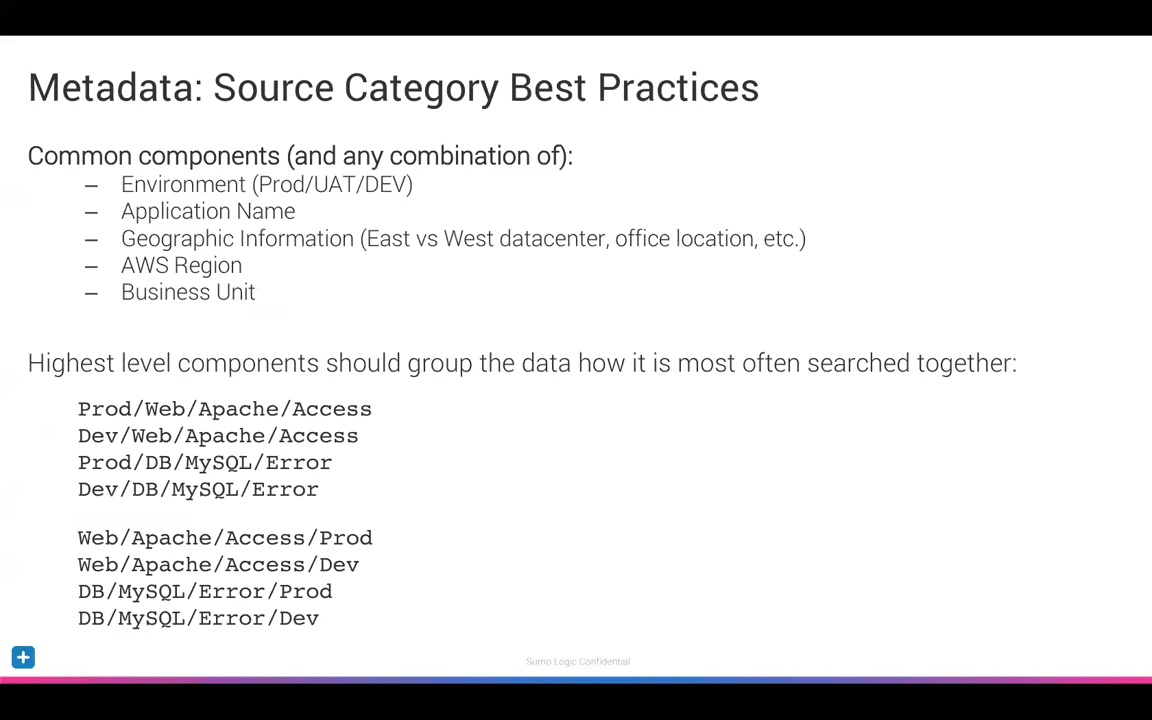 Metadata: Source Category Best Practices
Common components (and any combination of):
– Environment (Prod/UAT/DEV)
– Application Name
– Geographic Information (East vs West datacenter, office location, etc.)
– AWS Region
– Business Unit
Highest level components should group the data how it is most often searched together:
Prod/Web/Apache/Access
Dev/Web/Apache/Access
Prod/DB/MySQL/Error
Dev/DB/MySQL/Error
Web/Apache/Access/Prod
Web/Apache/Access/Dev
DB/MySQL/Error/Prod
DB/MySQL/Error/Dev
Sumo Logic Confidential